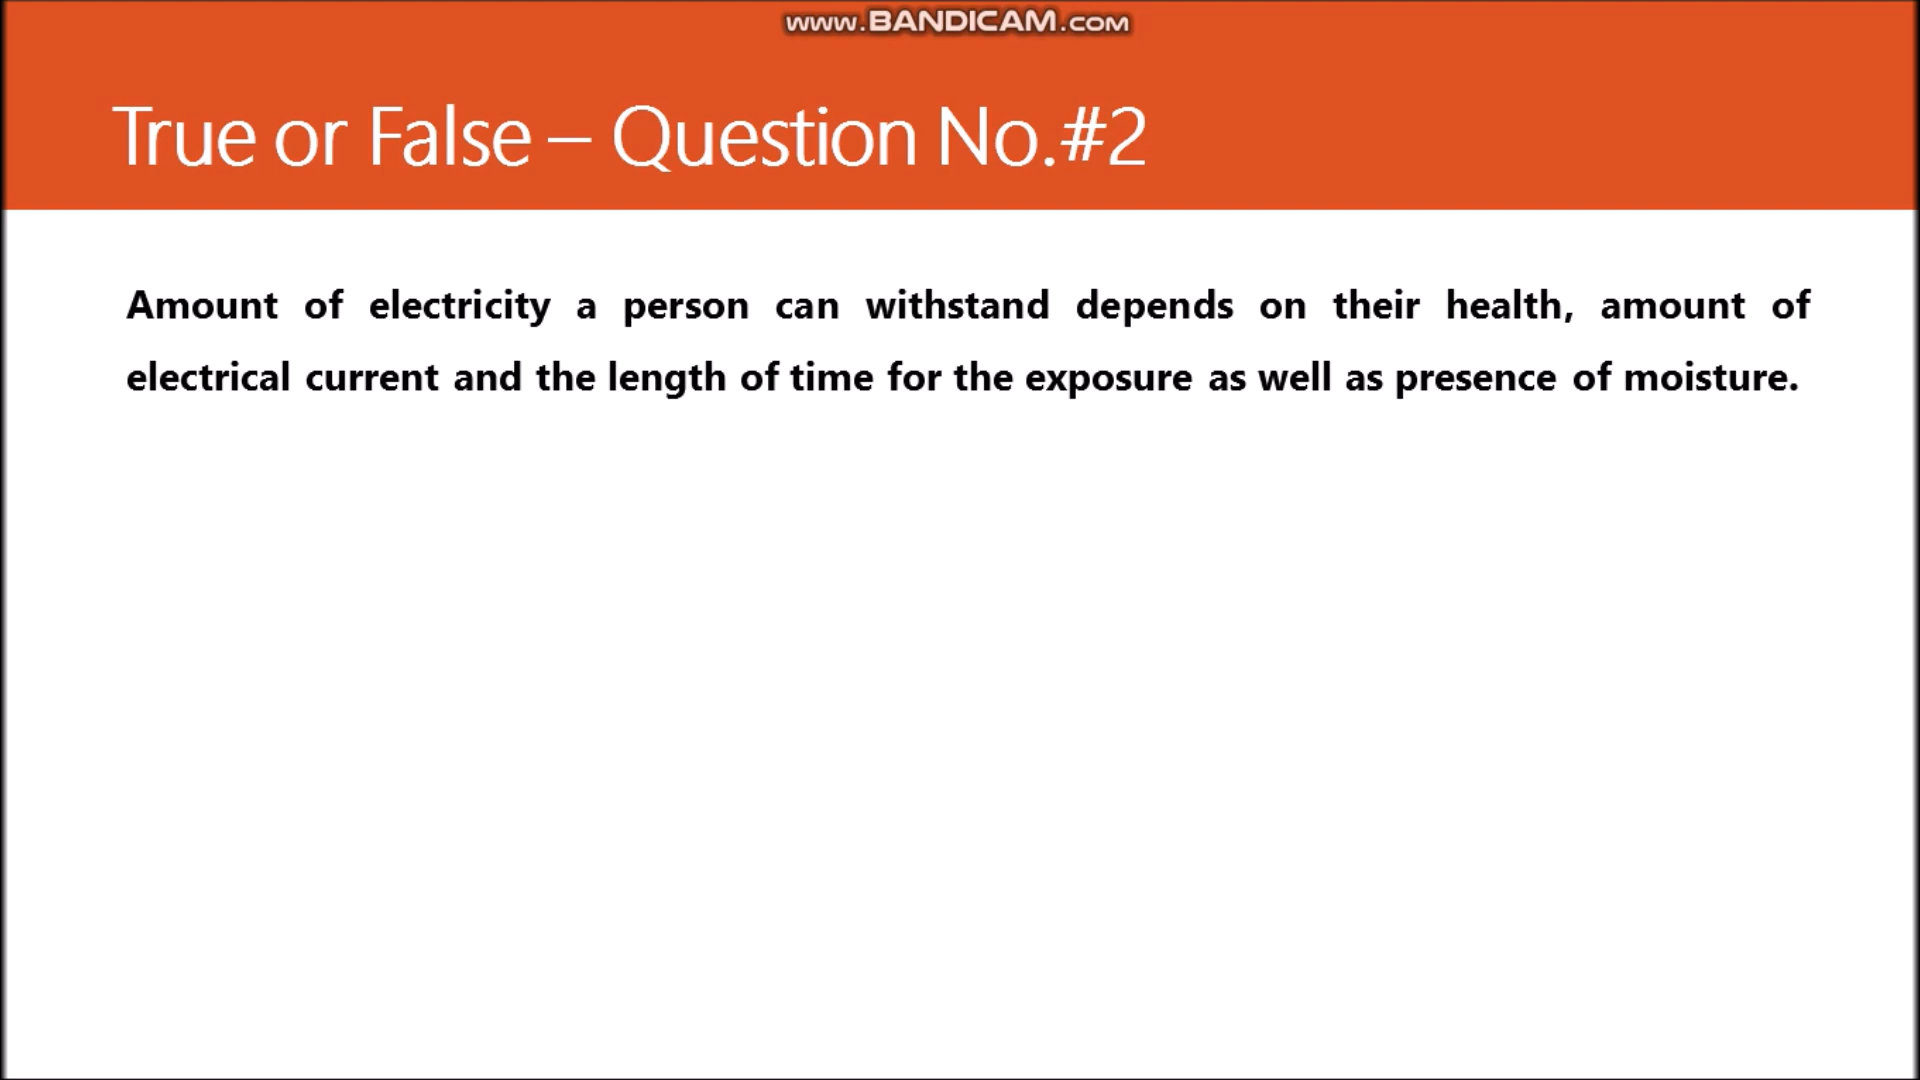 www.BANDICAM.com
True or False – Question No.#2
Amount of electricity a person can withstand depends on their health, amount of
electrical current and the length of time for the exposure as well as presence of moisture.